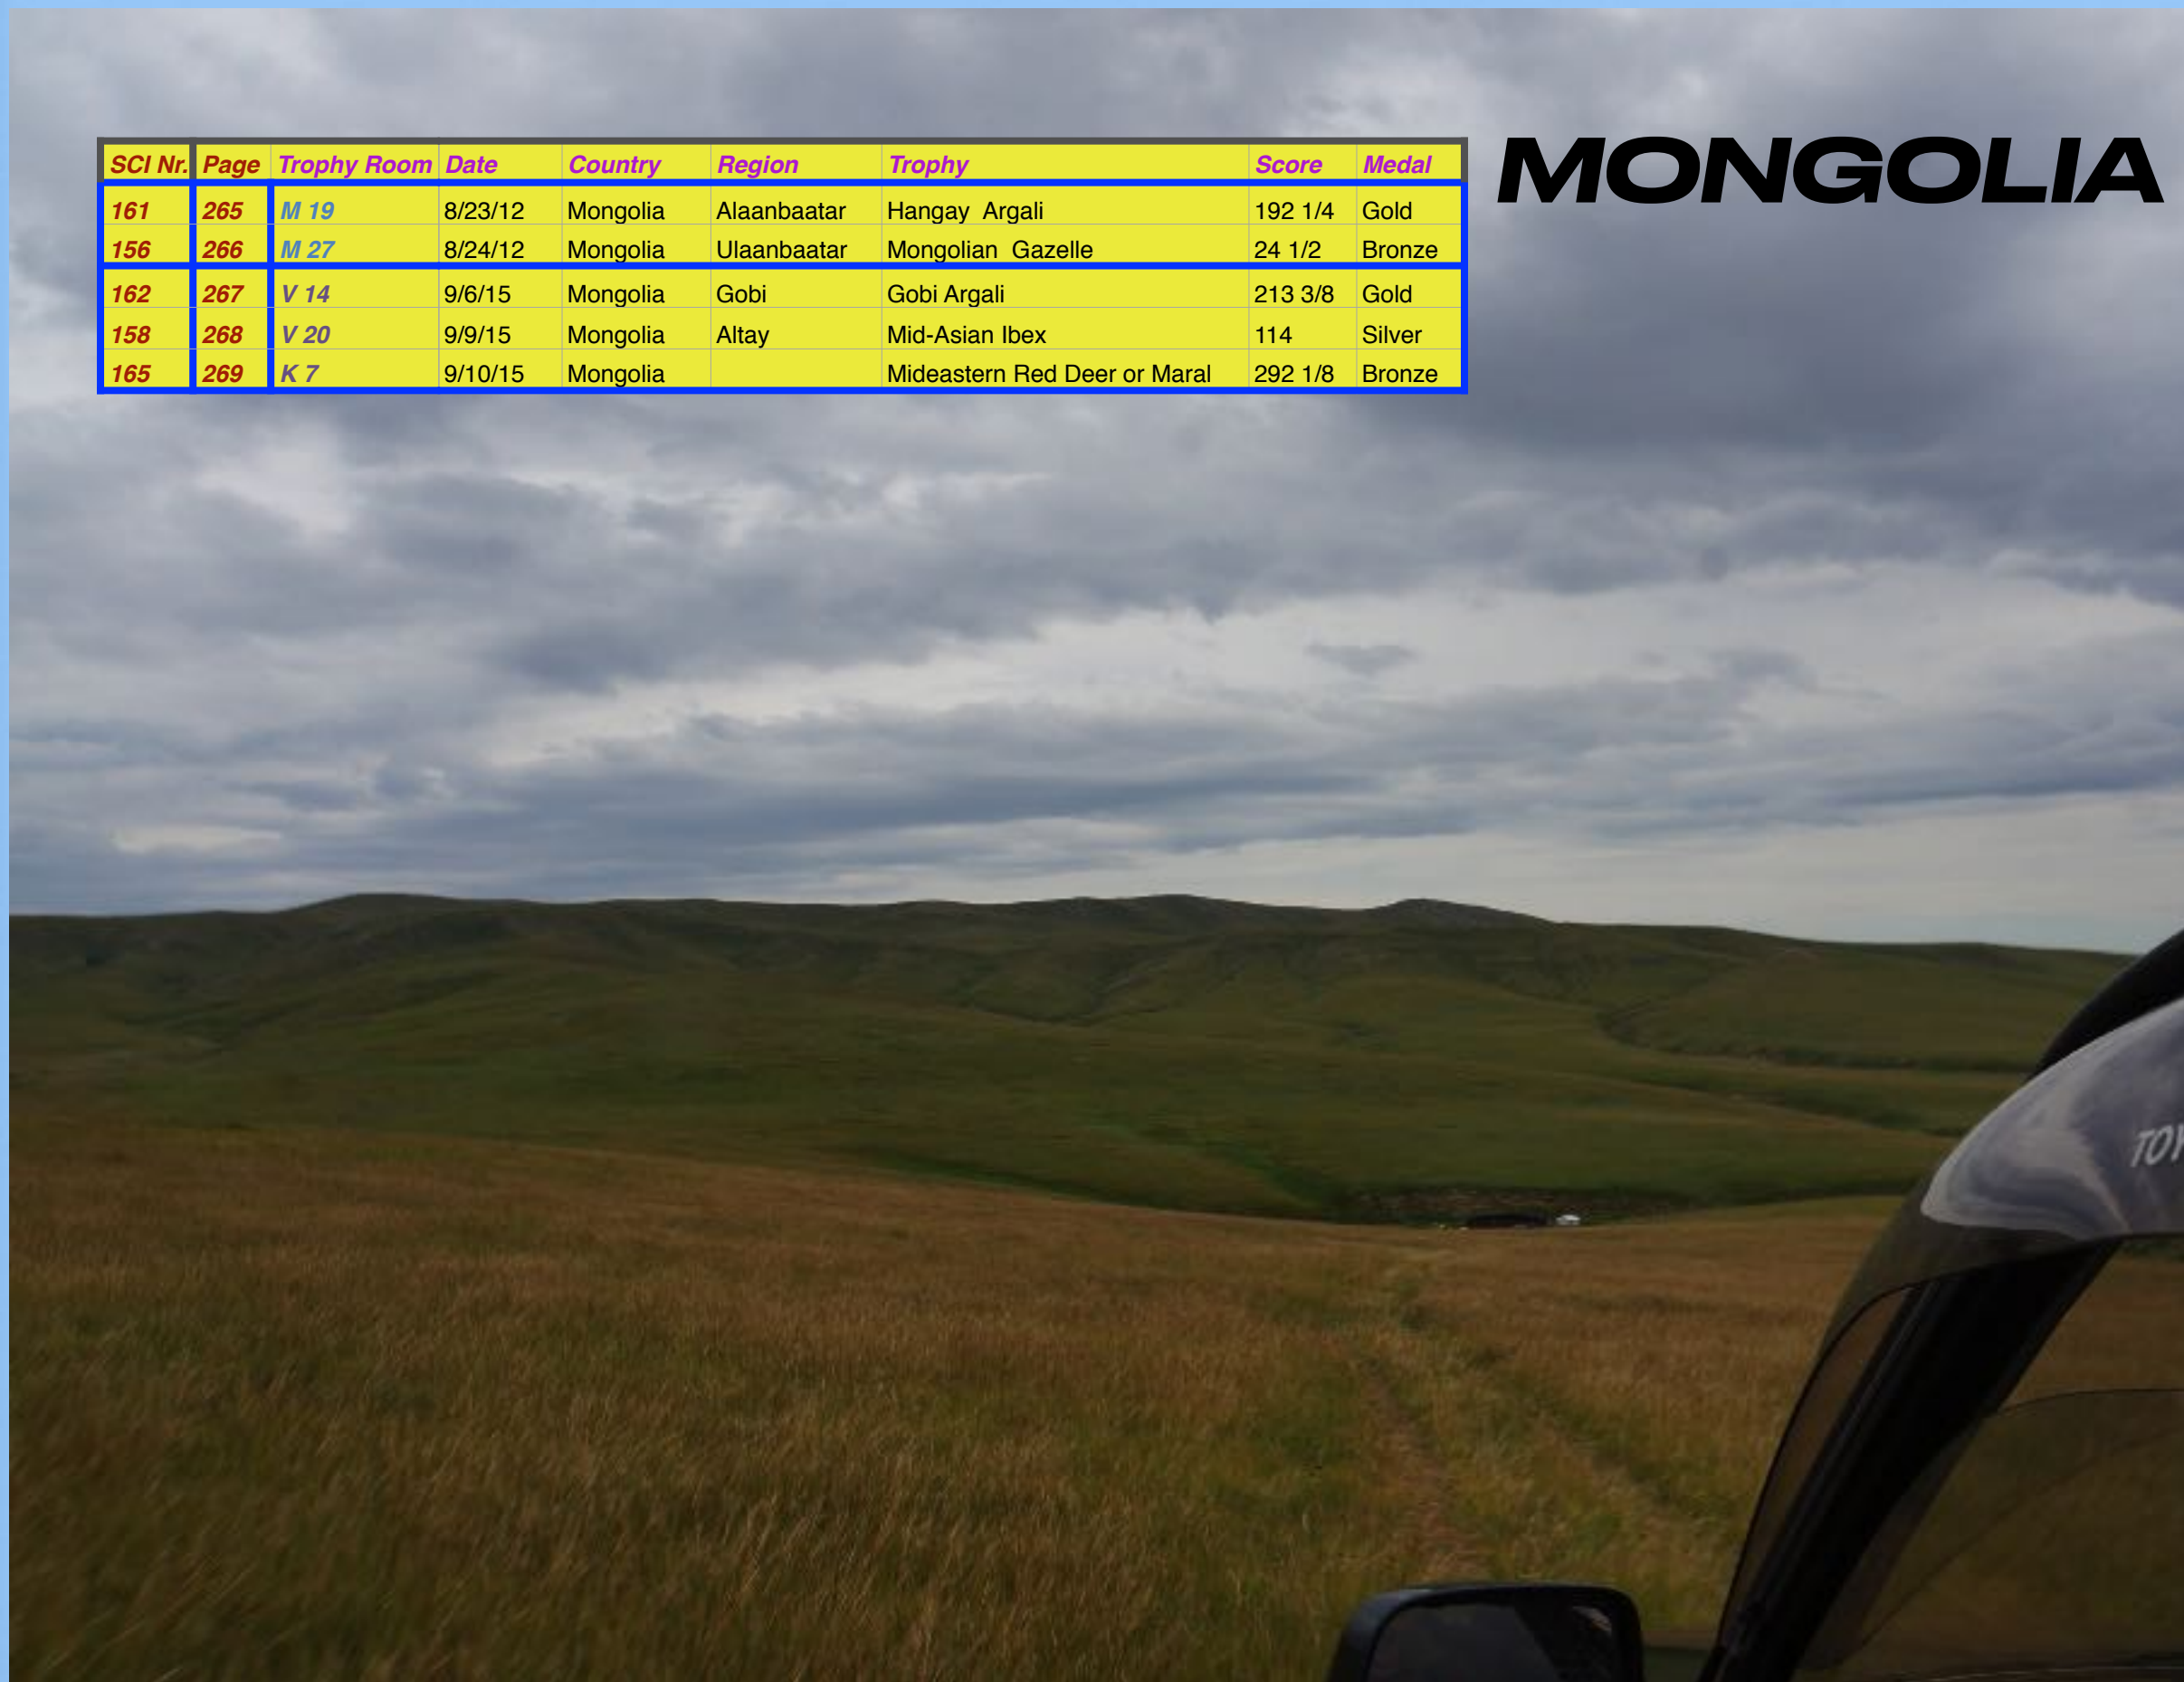 SCI Nr. Page Trophy Room Date Country Region Trophy Score Medal
161 265 M 19 8/23/12 Mongolia Alaanbaatar Hangay  Argali 192 1/4 Gold
156 266 M 27 8/24/12 Mongolia Ulaanbaatar Mongolian  Gazelle 24 1/2 Bronze
162 267 V 14 9/6/15 Mongolia Gobi Gobi Argali 213 3/8 Gold
158 268 V 20 9/9/15 Mongolia Altay Mid-Asian Ibex 114 Silver
165 269 K 7 9/10/15 Mongolia Mideastern Red Deer or Maral 292 1/8 Bronze
MONGOLIA
TOY